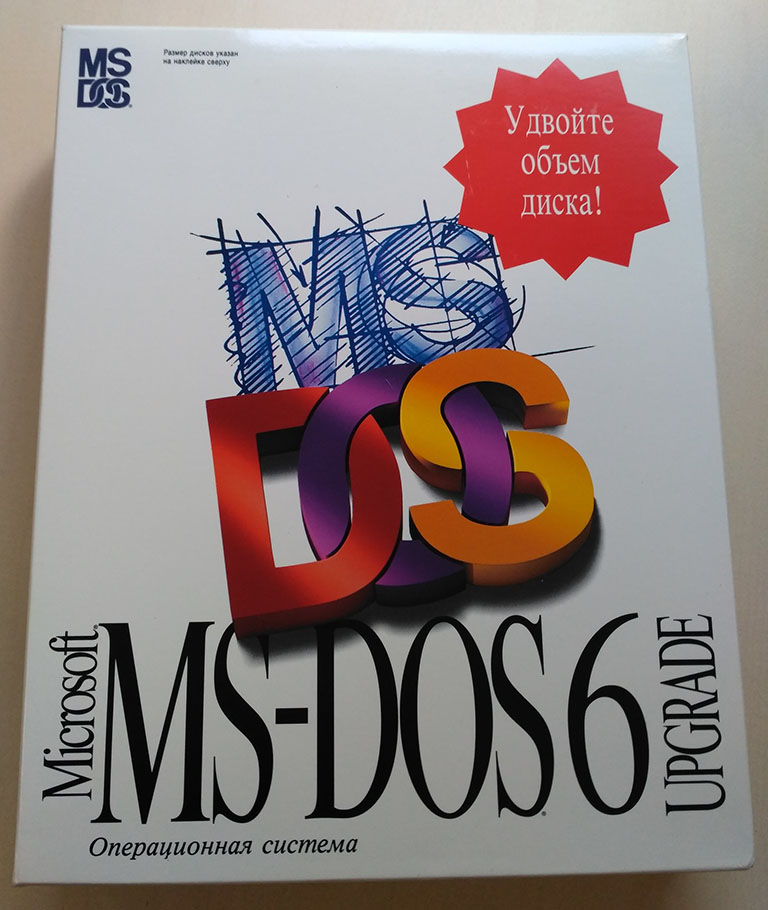 MS
DOS
Размер дисков указан
на наклейке сверху
Удвойте
объем
диска!
MS
DOS
Microsoft®
MS-DOS® 6
UPGRADE
Операционная система